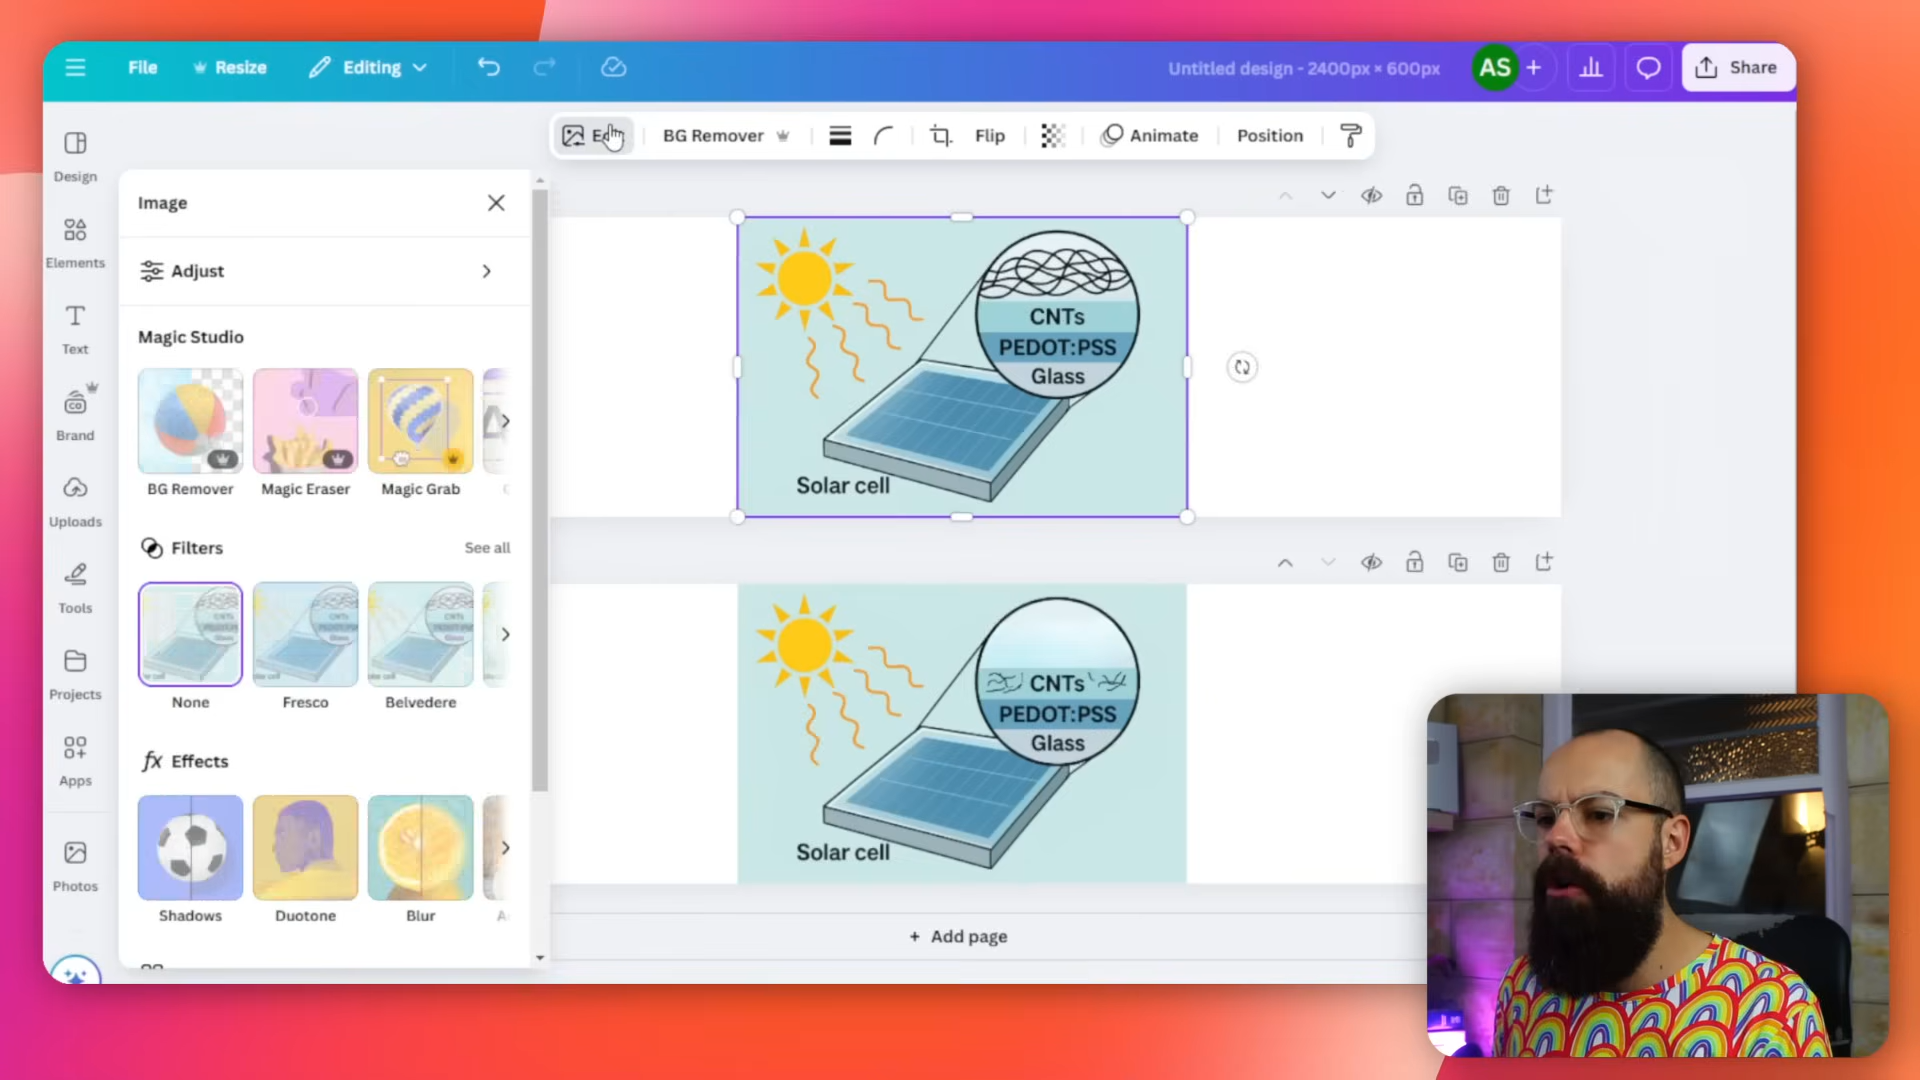 File
Resize
Editing
Untitled design - 2400px × 600px
AS
+
Share
BG Remover
Flip
Animate
Position
Design
Elements
Text
Brand
Uploads
Tools
Projects
Apps
Photos
Image
Adjust
Magic Studio
BG Remover
Magic Eraser
Magic Grab
Filters
See all
None
Fresco
Belvedere
fx Effects
Shadows
Duotone
Blur
CNTs
PEDOT:PSS
Glass
Solar cell
CNTs
PEDOT:PSS
Glass
Solar cell
+ Add page